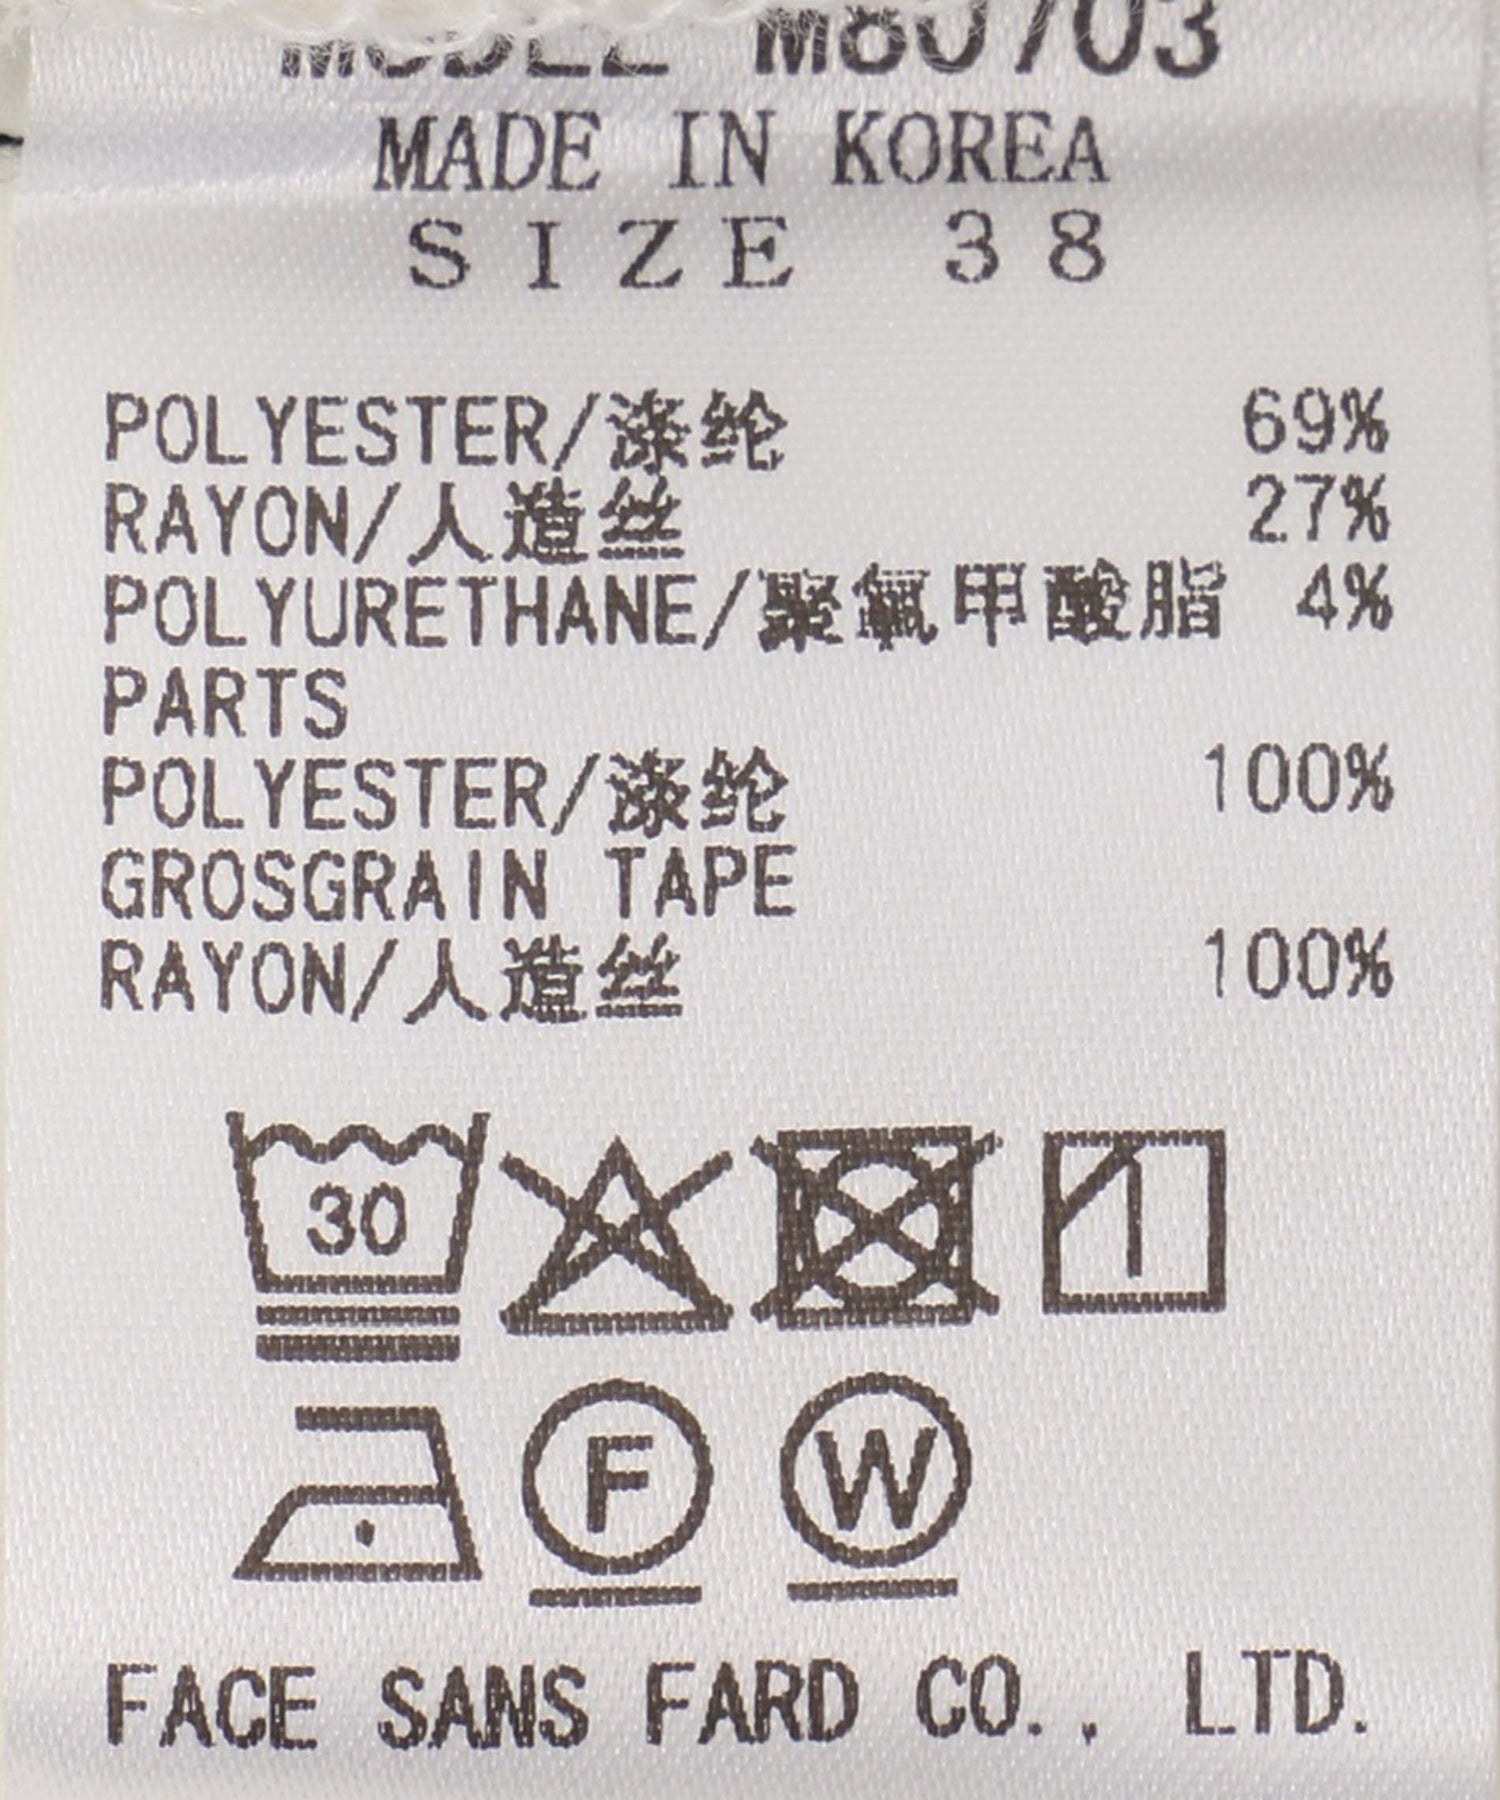 MODEL M80703
MADE IN KOREA
SIZE 38
POLYESTER/涤纶 69%
RAYON/人造丝 27%
POLYURETHANE/聚氨甲酸脂 4%
PARTS
POLYESTER/涤纶 100%
GROSGRAIN TAPE
RAYON/人造丝 100%
30
F W
FACE SANS FARD CO., LTD.